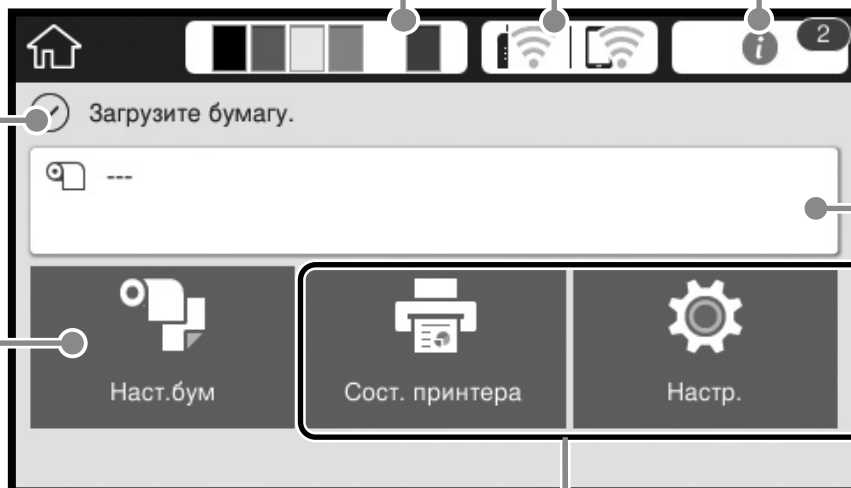 2
i
Загрузите бумагу.
---
Наст.бум
Сост. принтера
Настр.